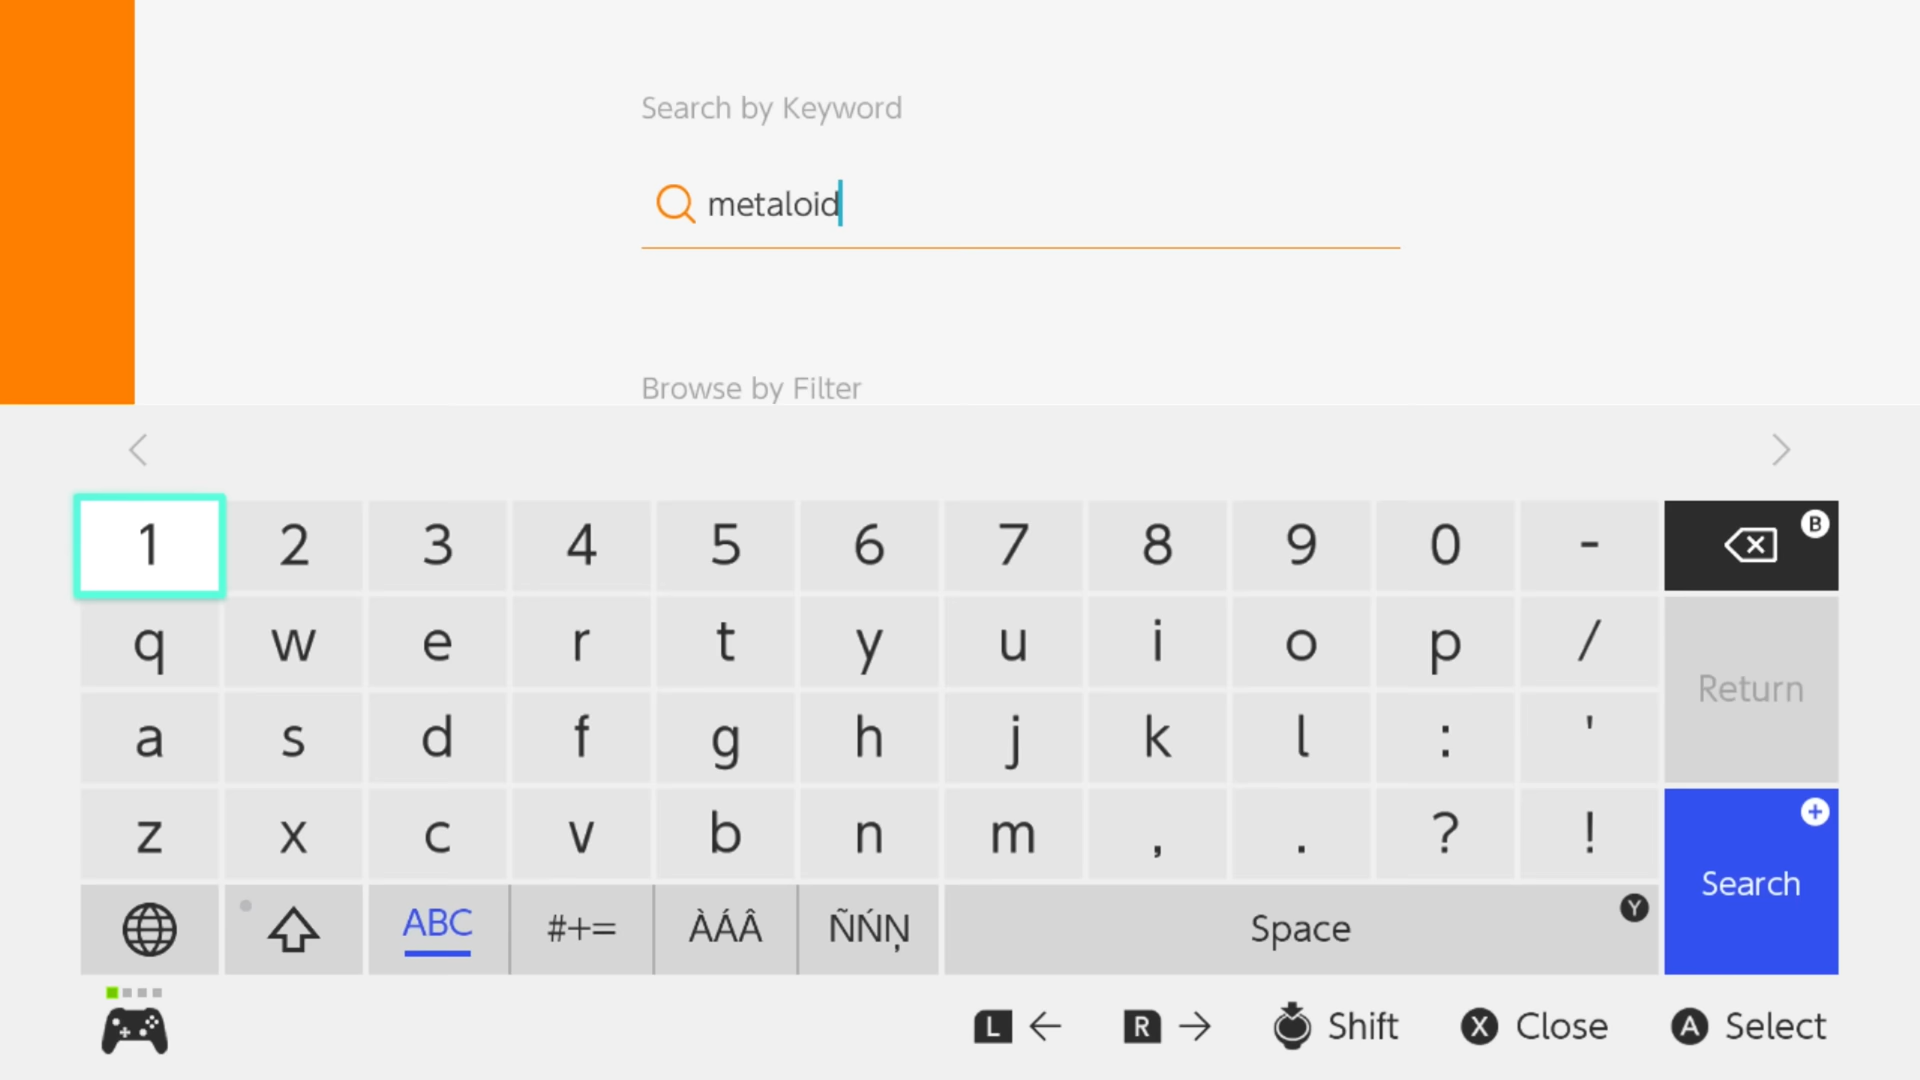 Search by Keyword
metaloid
Browse by Filter
1 2 3 4 5 6 7 8 9 0 - B
q w e r t y u i o p / Return
a s d f g h j k l : '
z x c v b n m , . ? ! + Search
ABC #+= ÀÁÂ ÑŃŅ Space Y
L ← R → Shift X Close A Select